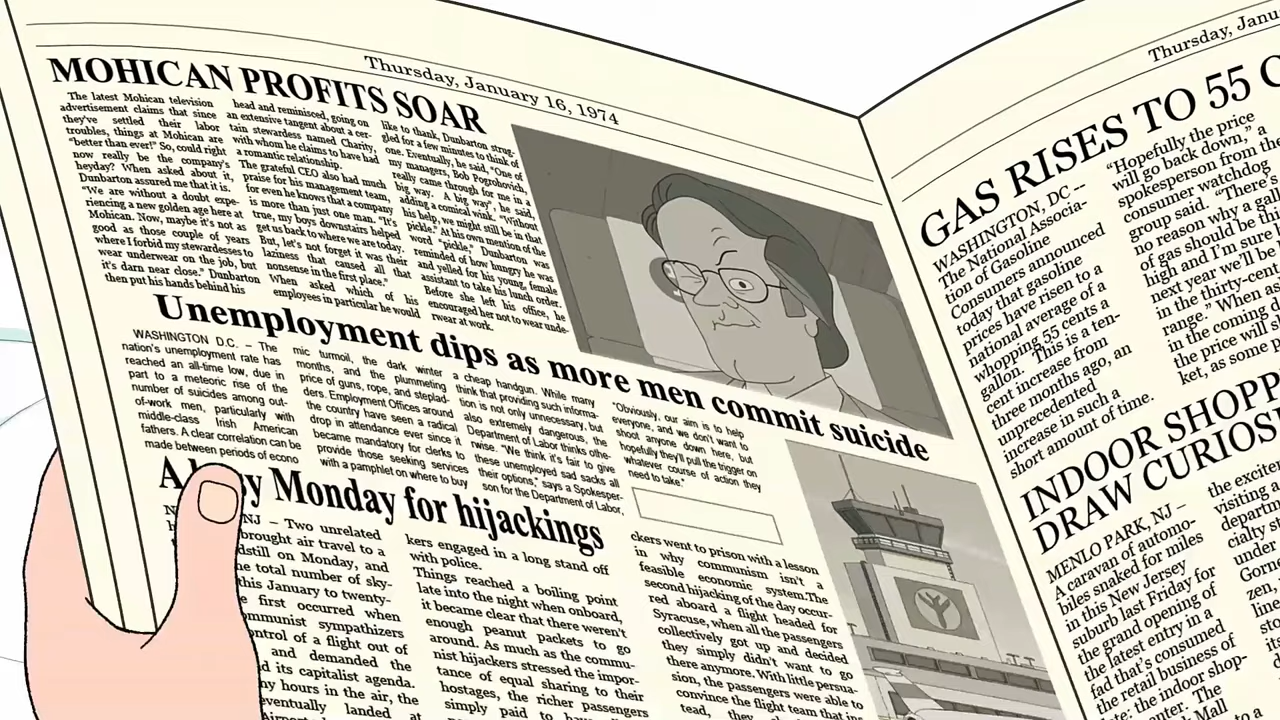 Thursday, January 16, 1974
MOHICAN PROFITS SOAR
The latest Mohican television
advertisement claims that since
they've settled their labor
troubles, things at Mohican are
"better than ever!" So, could right
now really be the company's
heyday? When asked about it,
Dunbarton assured me that it is.
"We are without a doubt expe-
riencing a new golden age here at
Mohican. Now, maybe it's not as
good as those couple of years
where I forbid my stewardesses to
wear underwear on the job, but
it's darn near close." Dunbarton
then put his hands behind his
head and reminisced, going on
an extensive tangent about a cer-
tain stewardess named Charity,
with whom he claims to have had
a romantic relationship.
The grateful CEO also had much
praise for his management team,
for even he knows that a company
is more than just one man. "It's
true, my boys downstairs helped
get us back to where we are today.
But, let's not forget it was their
laziness that caused all that
nonsense in the first place."
When asked which of his
employees in particular he would
like to thank, Dunbarton strug-
gled for a few minutes to think of
one. Eventually, he said, "One of
my managers, Bob Pogrohovich,
really came through for me in a
big way. A big way", he said,
adding a comical wink. "Without
his help, we might still be in that
pickle." At his own mention of the
word "pickle," Dunbarton was
reminded of how hungry he was
and yelled for his young, female
assistant to take his lunch order.
Before she left his office, he
encouraged her not to wear unde-
rwear at work.
Unemployment dips as more men commit suicide
WASHINGTON D.C. – The
nation's unemployment rate has
reached an all-time low, due in
part to a meteoric rise of the
number of suicides among out-
of-work men, particularly with
middle-class Irish American
fathers. A clear correlation can be
made between periods of econo
mic turmoil, the dark winter
months, and the plummeting
price of guns, rope, and steplad-
ders. Employment Offices around
the country have seen a radical
drop in attendance ever since it
became mandatory for clerks to
provide those seeking services
with a pamphlet on where to buy
a cheap handgun. While many
think that providing such informa-
tion is not only unnecessary, but
also extremely dangerous, the
Department of Labor thinks othe-
rwise. "We think it's fair to give
these unemployed sad sacks all
their options," says a Spokesper-
son for the Department of Labor,
"Obviously, our aim is to help
everyone, and we don't want to
shoot anyone down here, but
hopefully they'll pull the trigger on
whatever course of action they
need to take."
A busy Monday for hijackings
NJ – Two unrelated
brought air travel to a
dstill on Monday, and
the total number of sky-
this January to twenty-
e first occurred when
mmunist sympathizers
ntrol of a flight out of
and demanded the
d its capitalist agenda.
ny hours in the air, the
eventually landed at
kers engaged in a long stand off
with police.
Things reached a boiling point
late into the night when onboard,
it became clear that there weren't
enough peanut packets to go
around. As much as the commu-
nist hijackers stressed the impor-
tance of equal sharing to their
hostages, the richer passengers
simply paid to
ckers went to prison with a lesson
in why communism isn't a
feasible economic system.The
second hijacking of the day occur-
red aboard a flight headed for
Syracuse, when all the passengers
collectively got up and decided
they simply didn't want to go
there anymore. With little persua-
sion, the passengers were able to
convince the flight team that
Thursday, Janu
GAS RISES TO 55 C
WASHINGTON, DC --
The National Associa-
tion of Gasoline
Consumers announced
today that gasoline
prices have risen to a
national average of a
whopping 55 cents a
gallon. This is a ten-
cent increase from
three months ago, an
unprecedented
increase in such a
short amount of time.
"Hopefully the price
will go back down," a
spokesperson from the
consumer watchdog
group said. "There's
no reason why a gall
of gas should be thi
high and I'm sure b
next year we'll be b
in the thirty-cent
range." When as
in the coming d
the price will s
ket, as some p
INDOOR SHOPP
DRAW CURIOS
MENLO PARK, NJ –
A caravan of automo-
biles snaked for miles
in this New Jersey
suburb last Friday for
the grand opening of
the latest entry in a
fad that's consumed
the retail business of
late: the indoor shop-
The
Mall
the excite
visiting a
departm
cialty s
under
Gorne
zen,